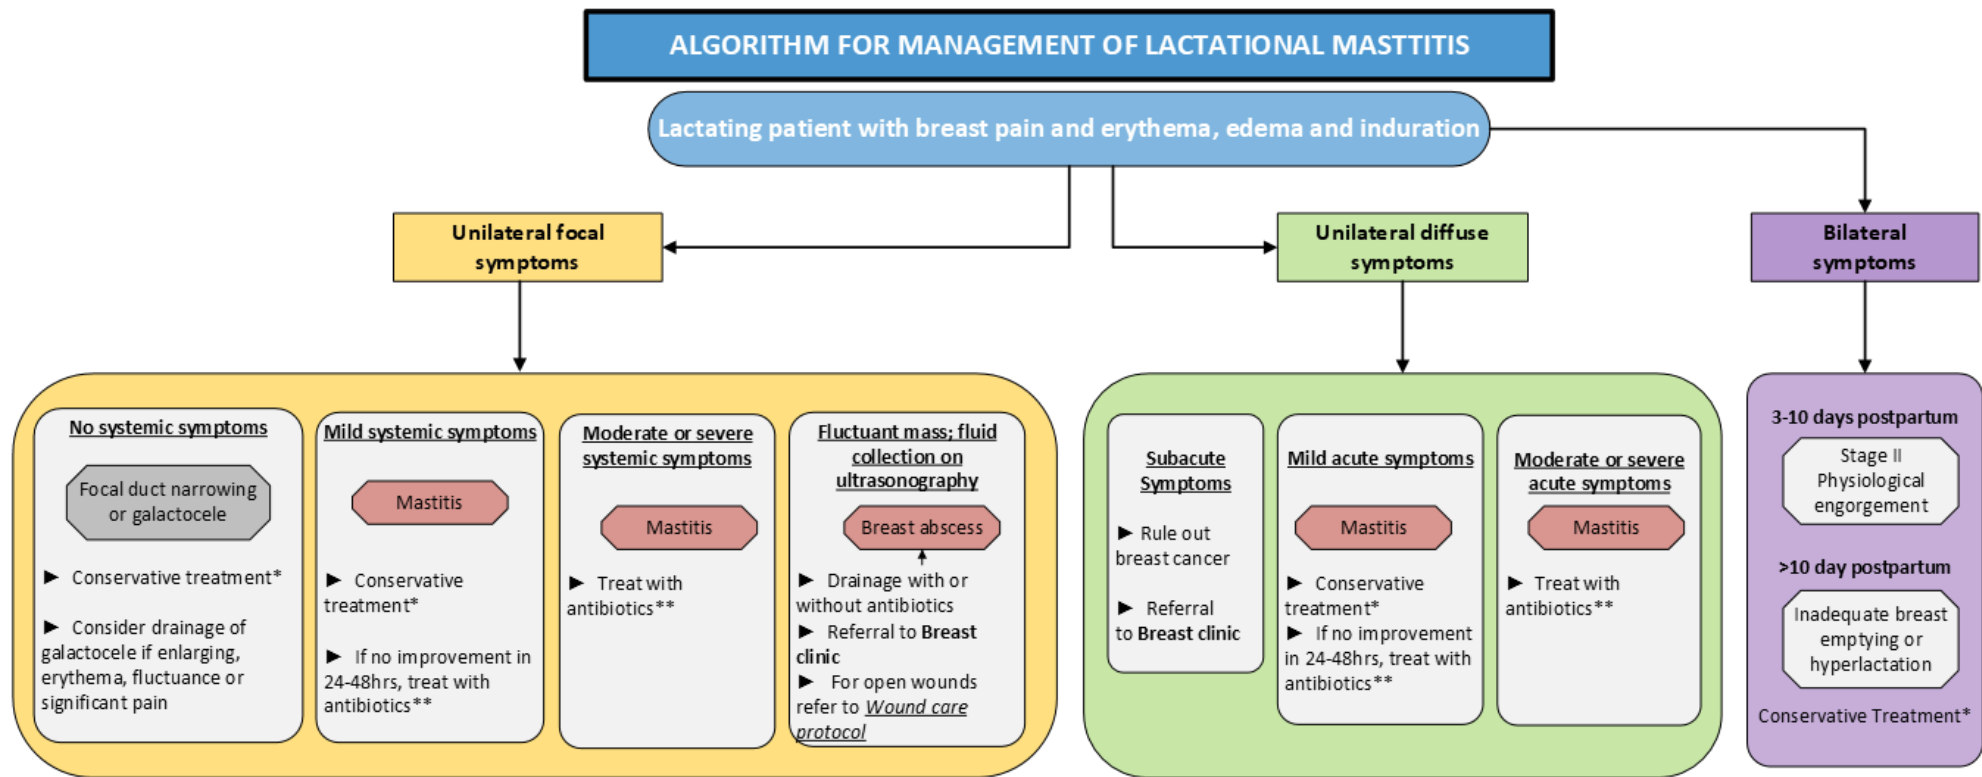 ALGORITHM FOR MANAGEMENT OF LACTATIONAL MASTTITIS
Lactating patient with breast pain and erythema, edema and induration
Unilateral focal
symptoms
Unilateral diffuse
symptoms
Bilateral
symptoms
No systemic symptoms
Focal duct narrowing
or galactocele
► Conservative treatment*
► Consider drainage of
galactocele if enlarging,
erythema, fluctuance or
significant pain
Mild systemic symptoms
Mastitis
► Conservative
treatment*
► If no improvement in
24-48hrs, treat with
antibiotics**
Moderate or severe
systemic symptoms
Mastitis
► Treat with
antibiotics**
Fluctuant mass; fluid
collection on
ultrasonography
Breast abscess
► Drainage with or
without antibiotics
► Referral to Breast
clinic
► For open wounds
refer to Wound care
protocol
Subacute
Symptoms
► Rule out
breast cancer
► Referral
to Breast clinic
Mild acute symptoms
Mastitis
► Conservative
treatment*
► If no improvement
in 24-48hrs, treat with
antibiotics**
Moderate or severe
acute symptoms
Mastitis
► Treat with
antibiotics**
3-10 days postpartum
Stage II
Physiological
engorgement
>10 day postpartum
Inadequate breast
emptying or
hyperlactation
Conservative Treatment*